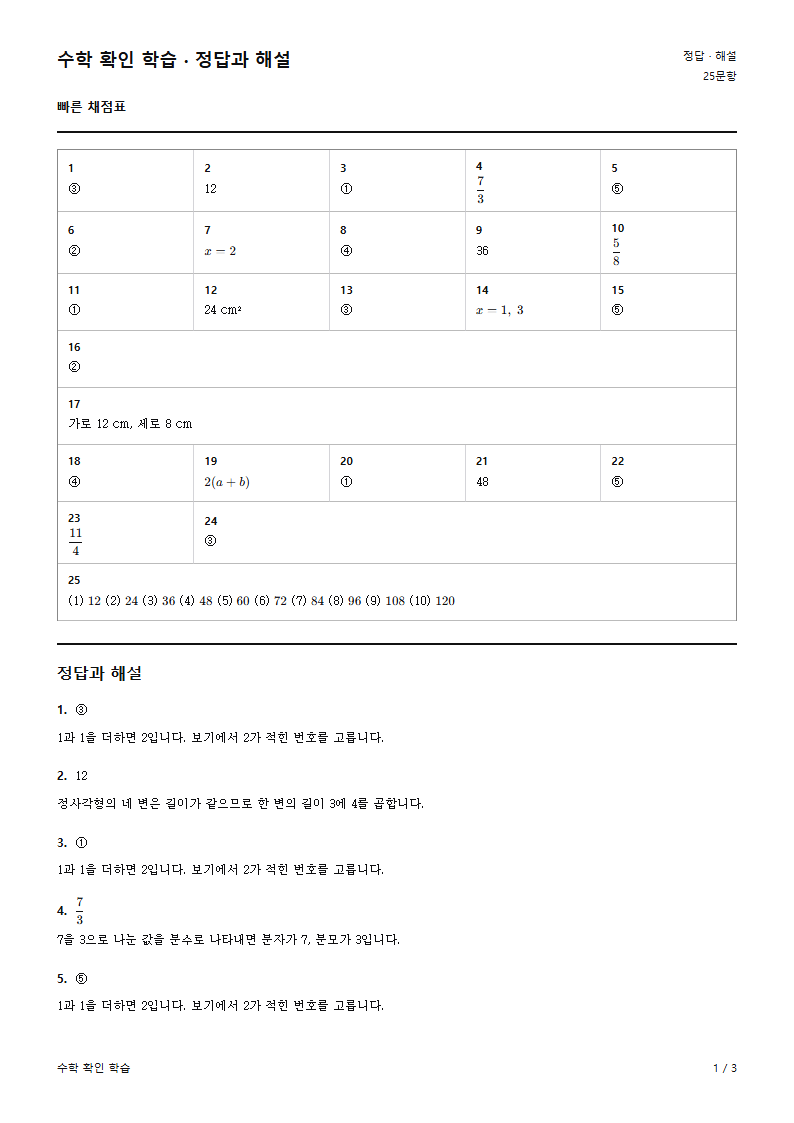 수학 확인 학습 · 정답과 해설
정답 · 해설
25문항
빠른 채점표
1 2 3 4 5
③ 12 ① 7/3 ⑤
6 7 8 9 10
② x = 2 ④ 36 5/8
11 12 13 14 15
① 24 cm² ③ x = 1, 3 ⑤
16
②
17
가로 12 cm, 세로 8 cm
18 19 20 21 22
④ 2(a + b) ① 48 ⑤
23 24
11/4 ③
25
(1) 12 (2) 24 (3) 36 (4) 48 (5) 60 (6) 72 (7) 84 (8) 96 (9) 108 (10) 120
정답과 해설
1. ③
1과 1을 더하면 2입니다. 보기에서 2가 적힌 번호를 고릅니다.
2. 12
정사각형의 네 변은 길이가 같으므로 한 변의 길이 3에 4를 곱합니다.
3. ①
1과 1을 더하면 2입니다. 보기에서 2가 적힌 번호를 고릅니다.
4. 7/3
7을 3으로 나눈 값을 분수로 나타내면 분자가 7, 분모가 3입니다.
5. ⑤
1과 1을 더하면 2입니다. 보기에서 2가 적힌 번호를 고릅니다.
수학 확인 학습
1 / 3